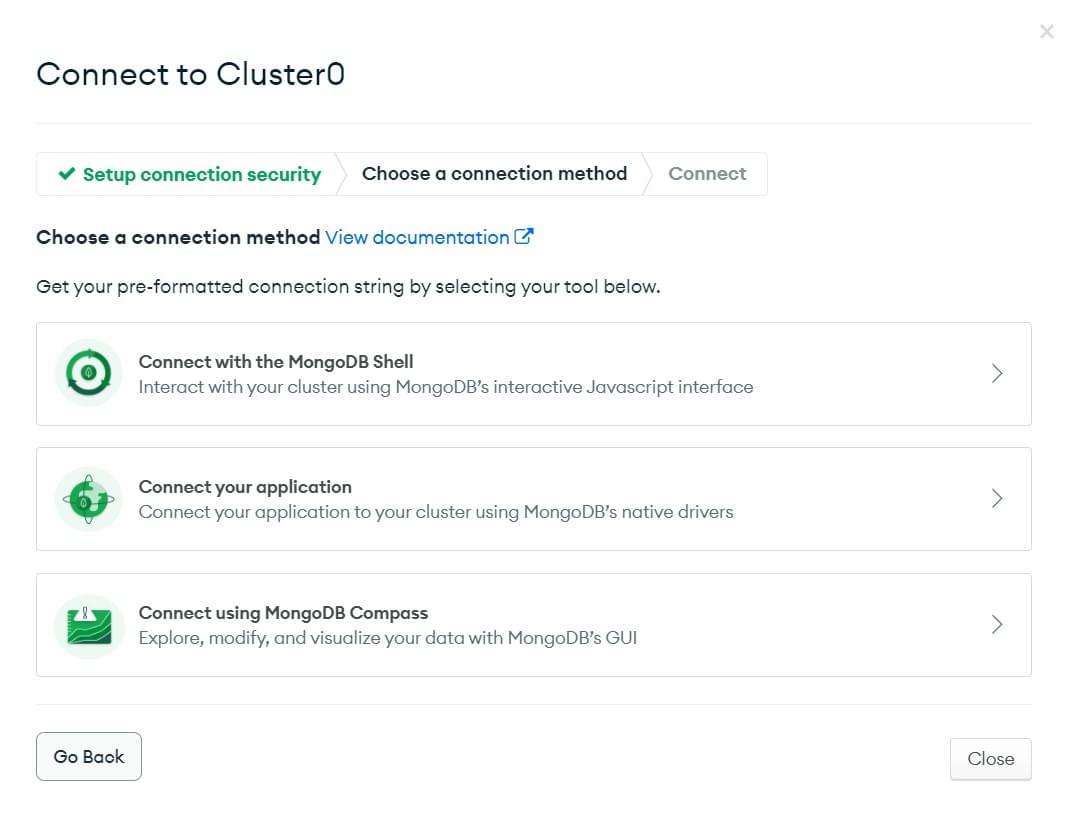 Connect to Cluster0
Setup connection security
Choose a connection method
Connect
Choose a connection method View documentation
Get your pre-formatted connection string by selecting your tool below.
Connect with the MongoDB Shell
Interact with your cluster using MongoDB’s interactive Javascript interface
Connect your application
Connect your application to your cluster using MongoDB’s native drivers
Connect using MongoDB Compass
Explore, modify, and visualize your data with MongoDB’s GUI
Go Back
Close